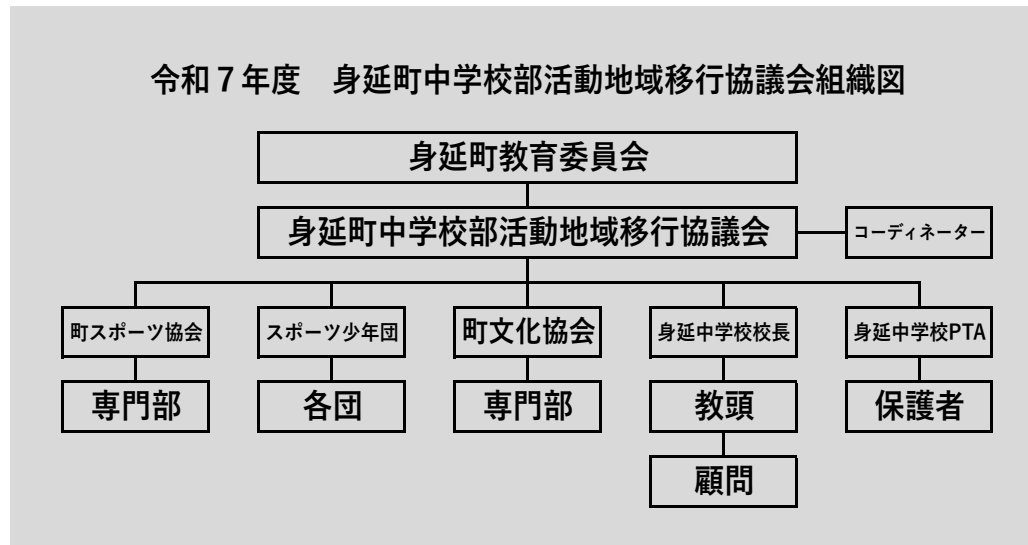 令和７年度　身延町中学校部活動地域移行協議会組織図
身延町教育委員会
身延町中学校部活動地域移行協議会
コーディネーター
町スポーツ協会
スポーツ少年団
町文化協会
身延中学校校長
身延中学校PTA
専門部
各団
専門部
教頭
保護者
顧問